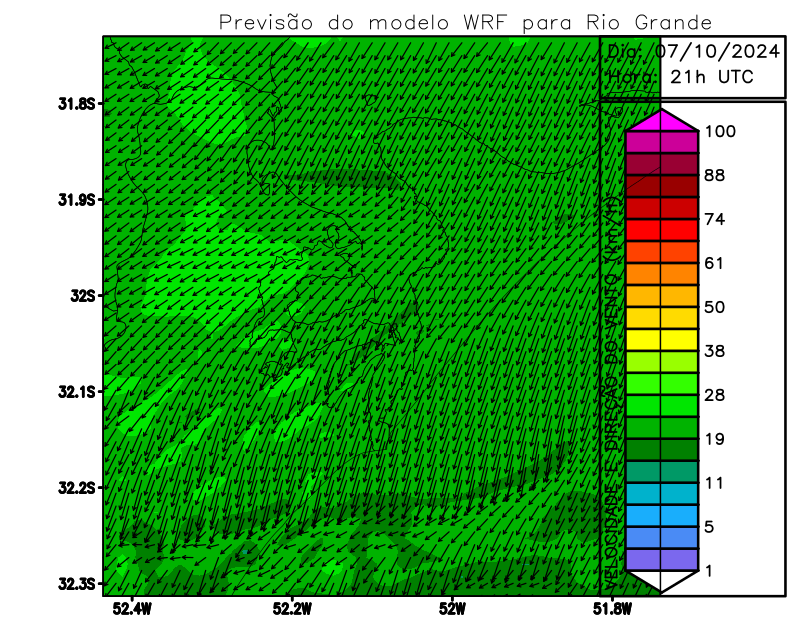 Previsão do modelo WRF para Rio Grande
Dia: 07/10/2024
Hora: 21h UTC
31.8S
31.9S
32S
32.1S
32.2S
32.3S
52.4W
52.2W
52W
51.8W
VELOCIDADE E DIREÇÃO DO VENTO (km/h)
100
88
74
61
50
38
28
19
11
5
1